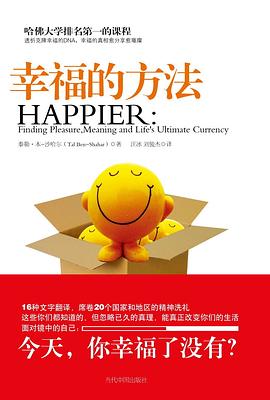 哈佛大学排名第一的课程
透析克隆幸福的DNA，幸福的真相愈分享愈璀璨
幸福的方法
HAPPIER:
Finding Pleasure,Meaning and Life's Ultimate Currency
泰勒·本-沙哈尔（Tal Ben-Shahar）著 汪冰 刘骏杰 译
16种文字翻译，席卷20个国家和地区的精神洗礼
这些你们都知道的，但忽略已久的真理，能真正改变你们的生活
面对镜中的自己:
今天，你幸福了没有?
当代中国出版社